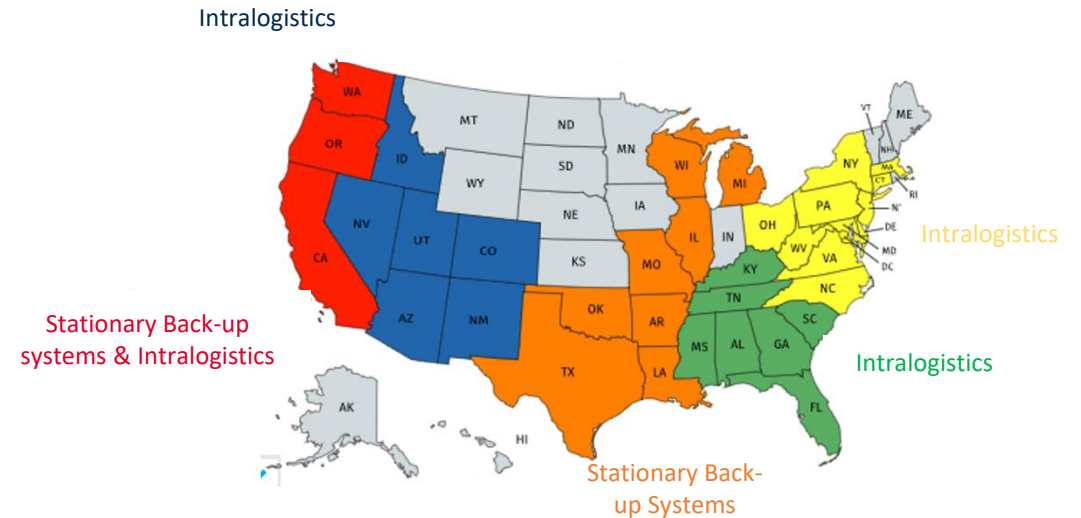 Intralogistics
WA
MT
ND
MN
VT
ME
OR
ID
SD
WI
NY
NH
MA
WY
MI
CT
RI
NV
NE
IA
PA
UT
CO
IL
IN
OH
DE
Intralogistics
CA
KS
MO
WV
VA
MD
DC
KY
NC
AZ
NM
OK
AR
TN
SC
Stationary Back-up
systems & Intralogistics
MS
AL
GA
Intralogistics
TX
LA
AK
FL
HI
Stationary Back-
up Systems